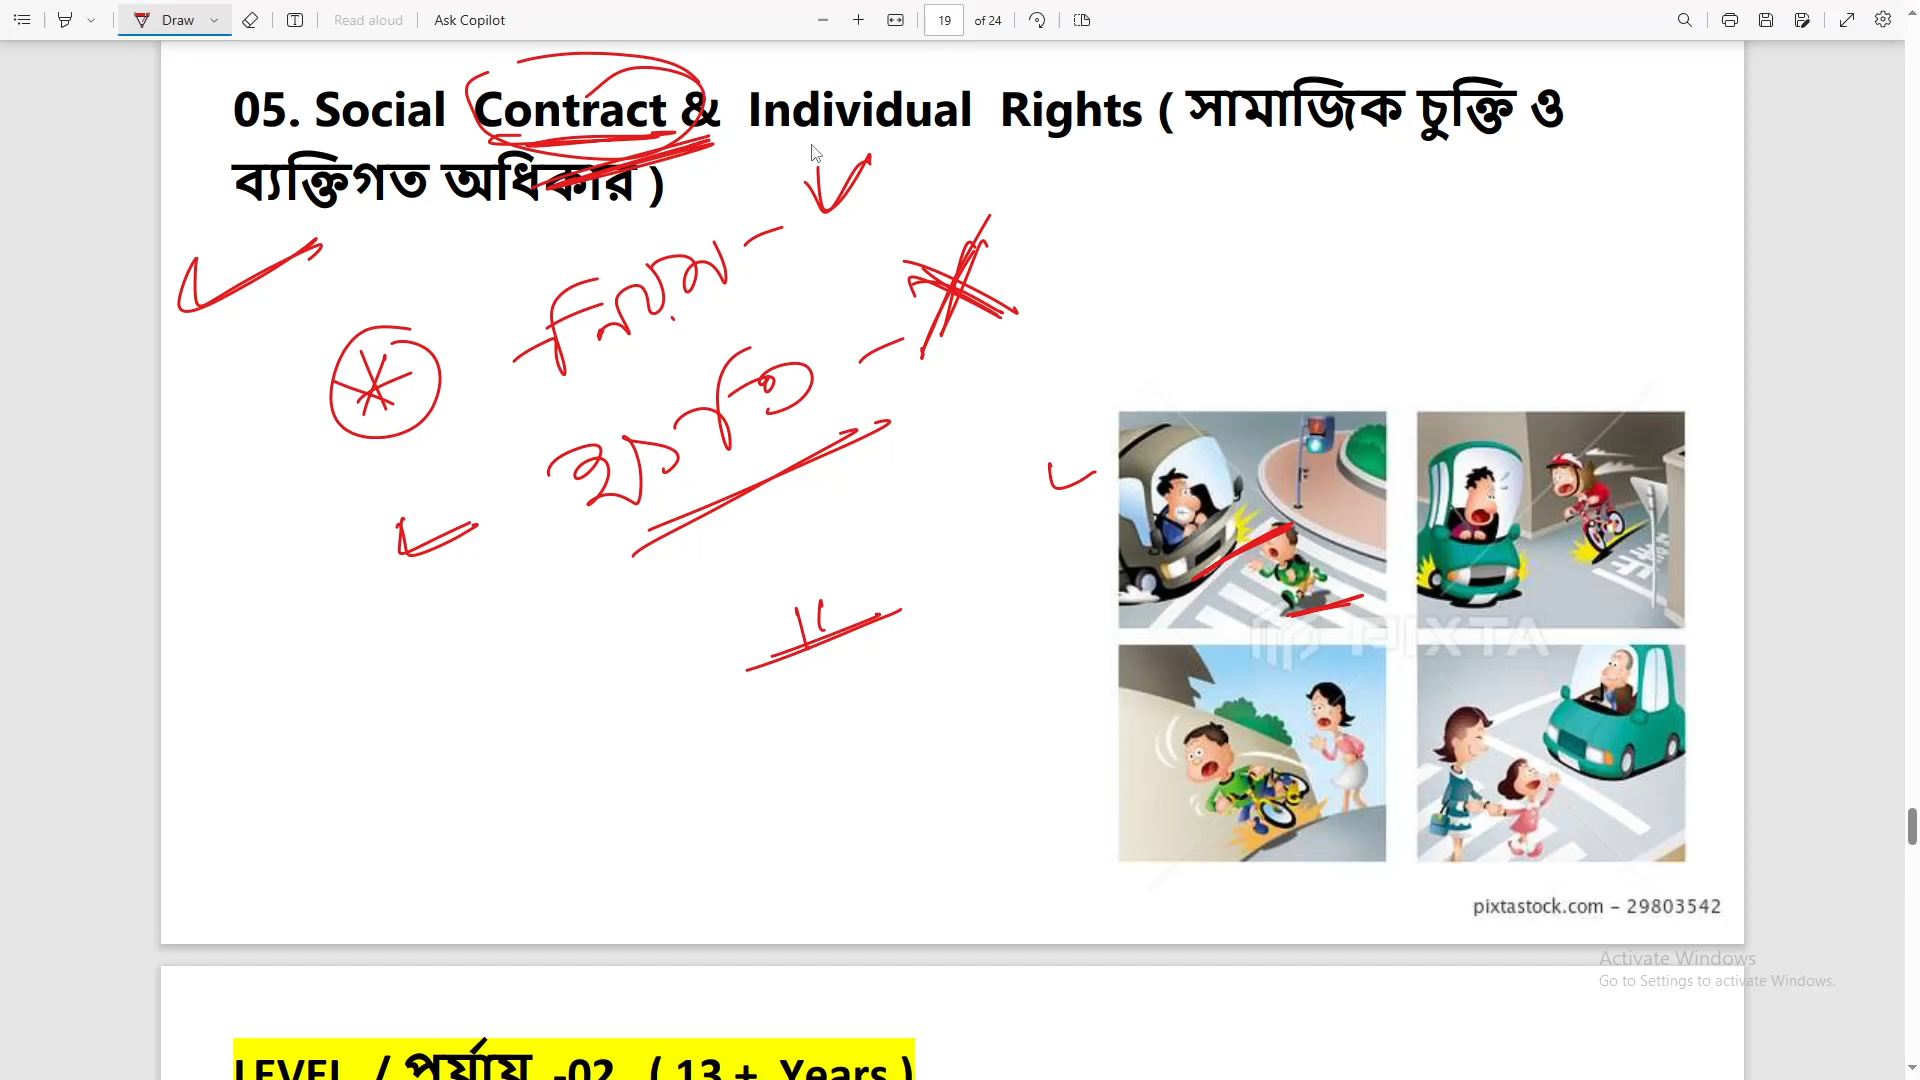 Draw
Read aloud
Ask Copilot
19 of 24
05. Social Contract & Individual Rights ( সামাজিক চুক্তি ও
ব্যক্তিগত অধিকার )
নিয়ম
PIXTA
pixtastock.com – 29803542
Activate Windows
Go to Settings to activate Windows.
LEVEL / পর্যায় -02 ( 13 + Years )